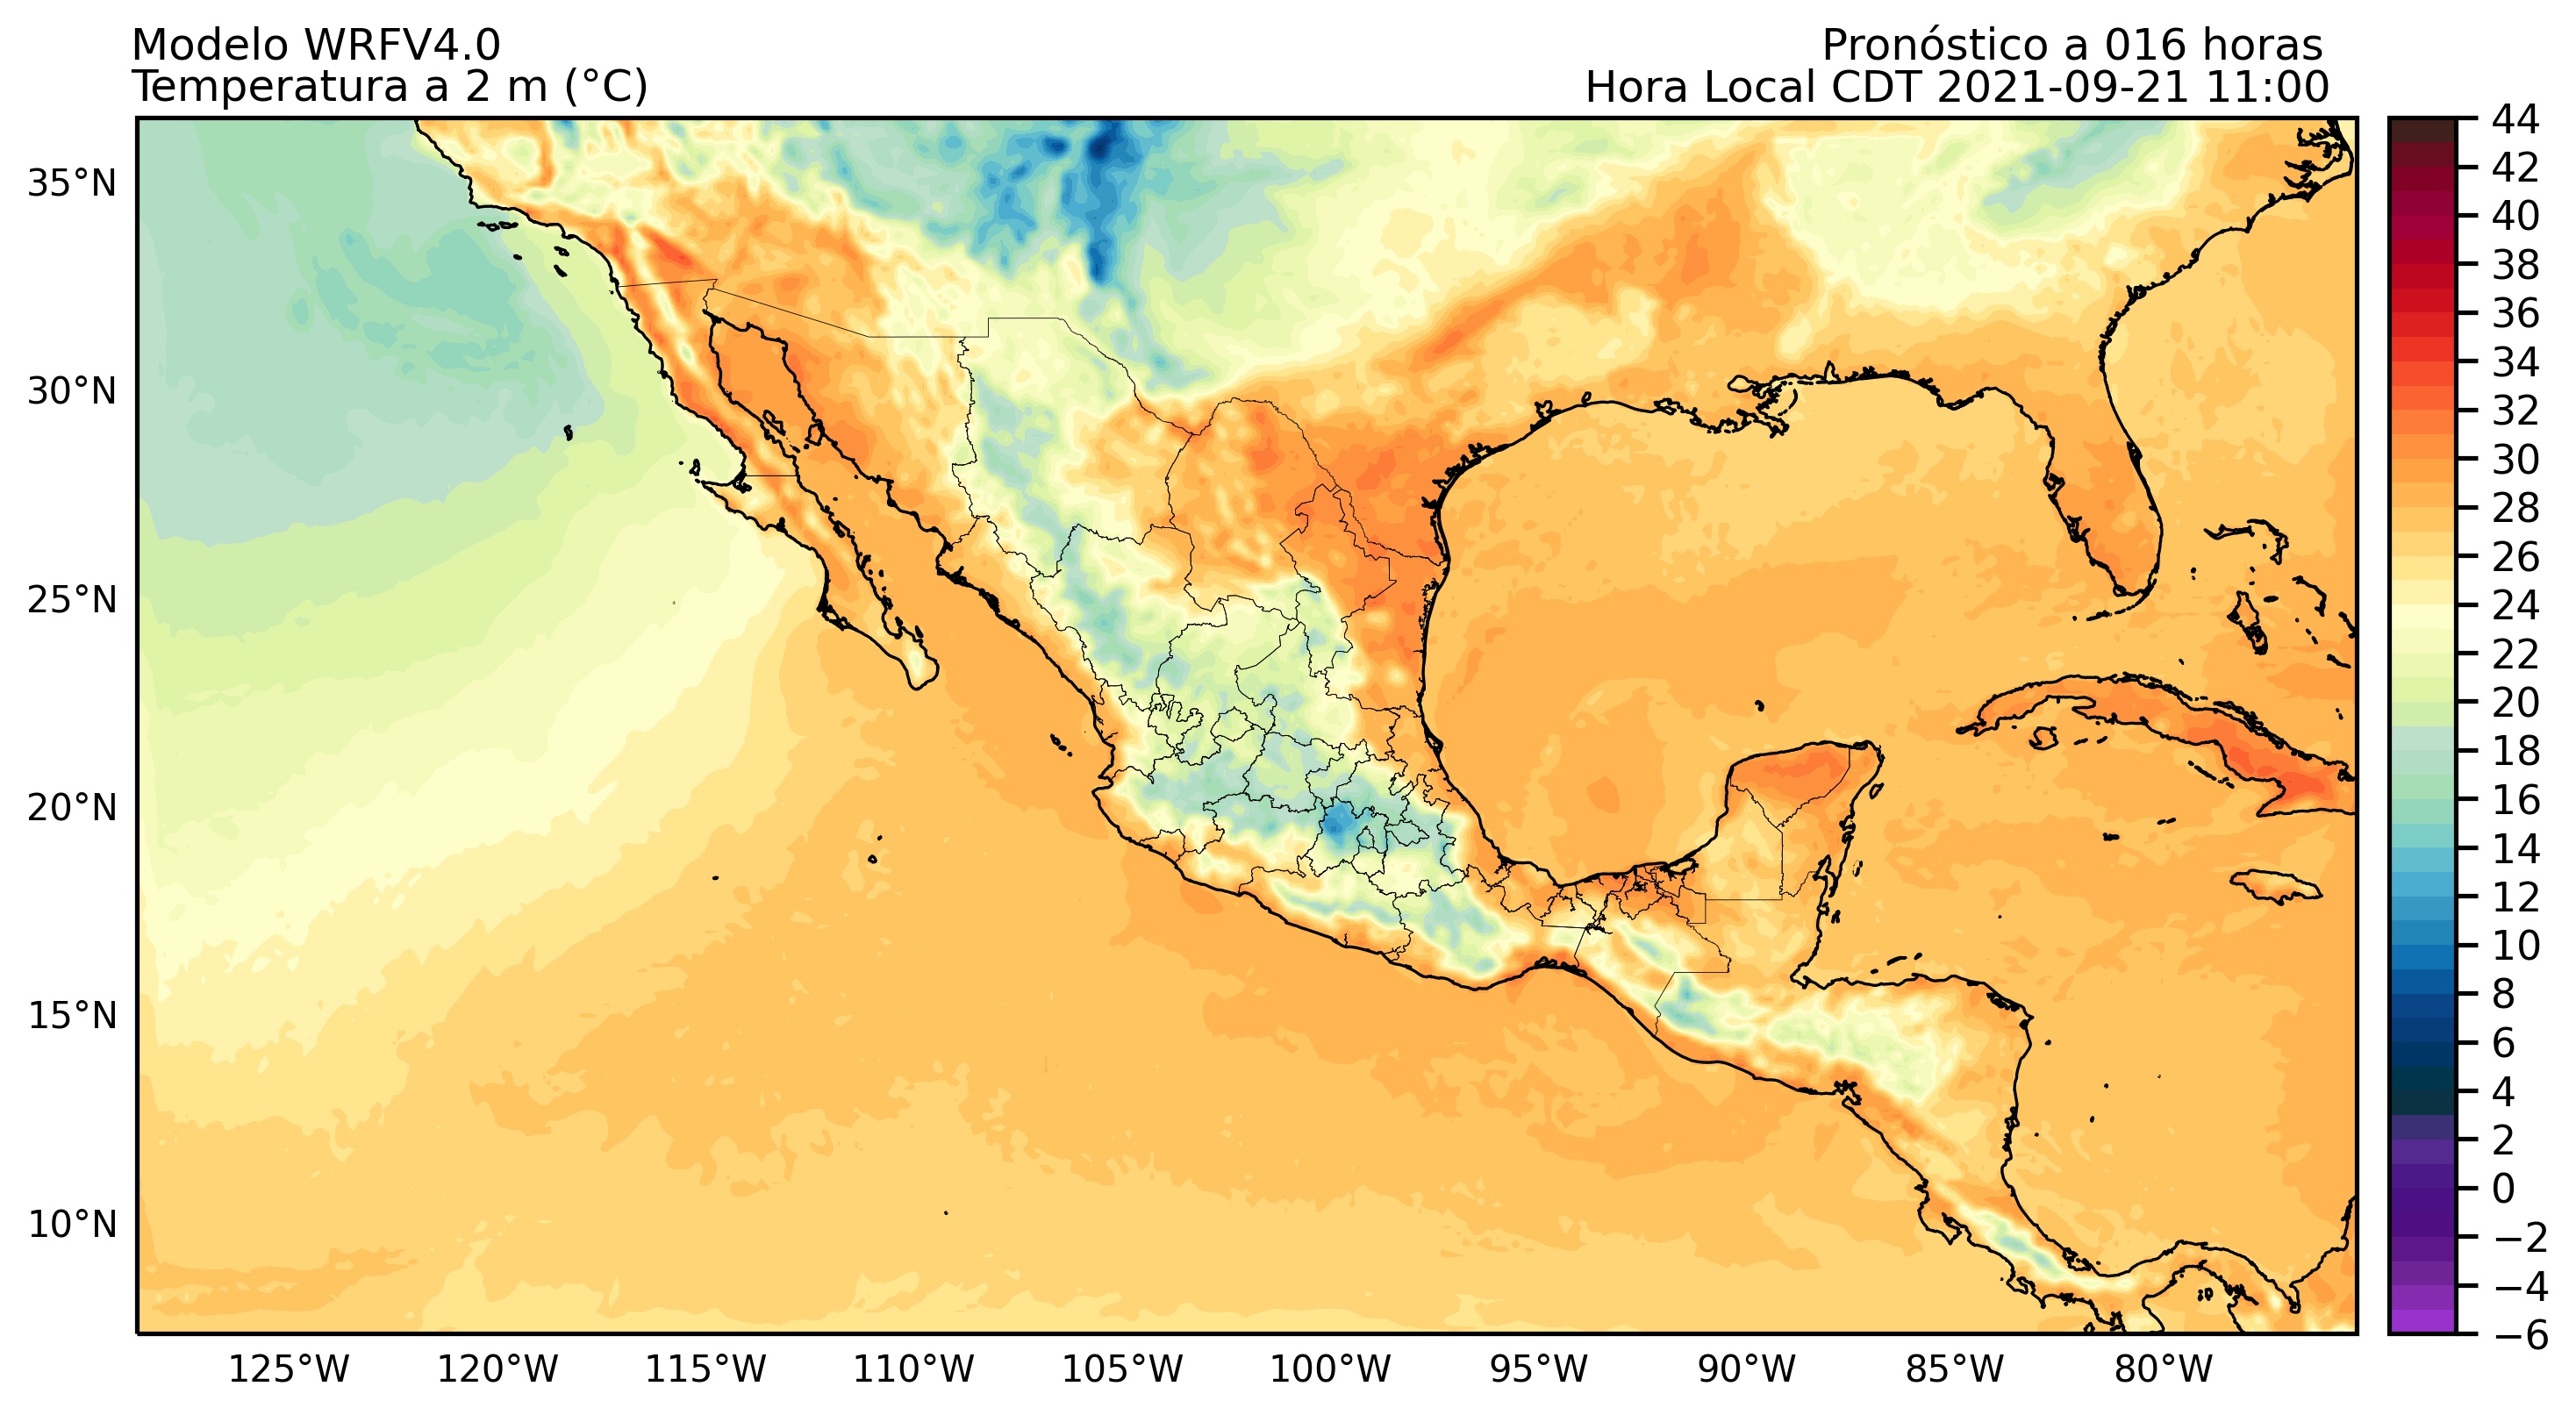 Modelo WRFV4.0
Temperatura a 2 m (°C)
Pronóstico a 016 horas
Hora Local CDT 2021-09-21 11:00
35°N
30°N
25°N
20°N
15°N
10°N
125°W
120°W
115°W
110°W
105°W
100°W
95°W
90°W
85°W
80°W
44
42
40
38
36
34
32
30
28
26
24
22
20
18
16
14
12
10
8
6
4
2
0
−2
−4
−6